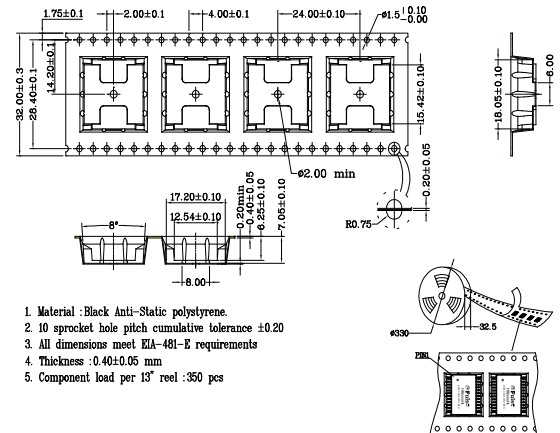 1.75±0.1
2.00±0.1
4.00±0.1
24.00±0.10
ø1.5 0.10
-0.00
32.00±0.3
28.40±0.1
14.20±0.1
15.42±0.10
18.05±0.10
6.00
ø2.00 min
0.20±0.05
R0.75
8°
17.20±0.10
12.54±0.10
8.00
0.20min
0.40±0.05
6.25±0.10
7.05±0.10
1. Material :Black Anti-Static polystyrene.
2. 10 sprocket hole pitch cumulative tolerance ±0.20
3. All dimensions meet EIA-481-E requirements
4. Thickness :0.40±0.05 mm
5. Component load per 13" reel :350 pcs
ø330
32.5
PIN1
Pulse
Pulse